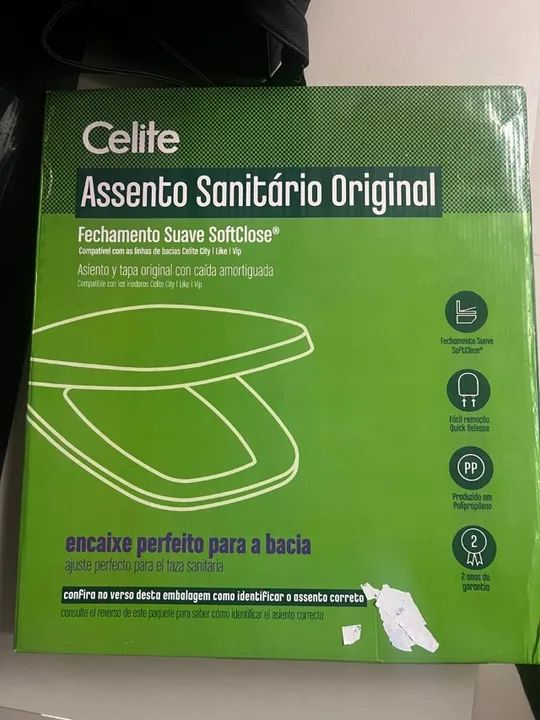 Celite
Assento Sanitário Original
Fechamento Suave SoftClose®
Compatível com as linhas de bacias Celite City | Like | Vip
Asiento y tapa original con caída amortiguada
Compatible con los inodoros Celite City | Like | Vip
Fechamento Suave
SoftClose®
Fácil remoção
Quick Release
PP
Produzido em
Polipropileno
2
2 anos de
garantia
encaixe perfeito para a bacia
ajuste perfecto para el taza sanitaria
confira no verso desta embalagem como identificar o assento correto
consulte el reverso de este paquete para saber cómo identificar el asiento correcto